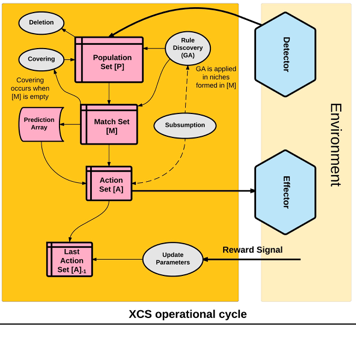 Deletion
Population
Set [P]
Rule
Discovery
(GA)
Covering
GA is applied
in niches
formed in [M]
Covering
occurs when
[M] is empty
Prediction
Array
Match Set
[M]
Subsumption
Action
Set [A]
Last
Action
Set [A]-1
Update
Parameters
Reward Signal
Detector
Effector
Environment
XCS operational cycle